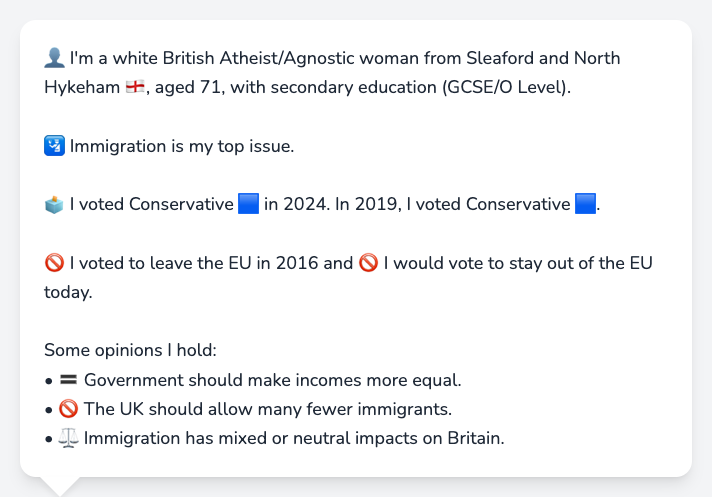 👤 I'm a white British Atheist/Agnostic woman from Sleaford and North
Hykeham 🏴󠁧󠁢󠁥󠁮󠁧󠁿, aged 71, with secondary education (GCSE/O Level).
🛂 Immigration is my top issue.
🗳️ I voted Conservative 🟦 in 2024. In 2019, I voted Conservative 🟦.
🚫 I voted to leave the EU in 2016 and 🚫 I would vote to stay out of the EU
today.
Some opinions I hold:
• 🟰 Government should make incomes more equal.
• 🚫 The UK should allow many fewer immigrants.
• ⚖️ Immigration has mixed or neutral impacts on Britain.